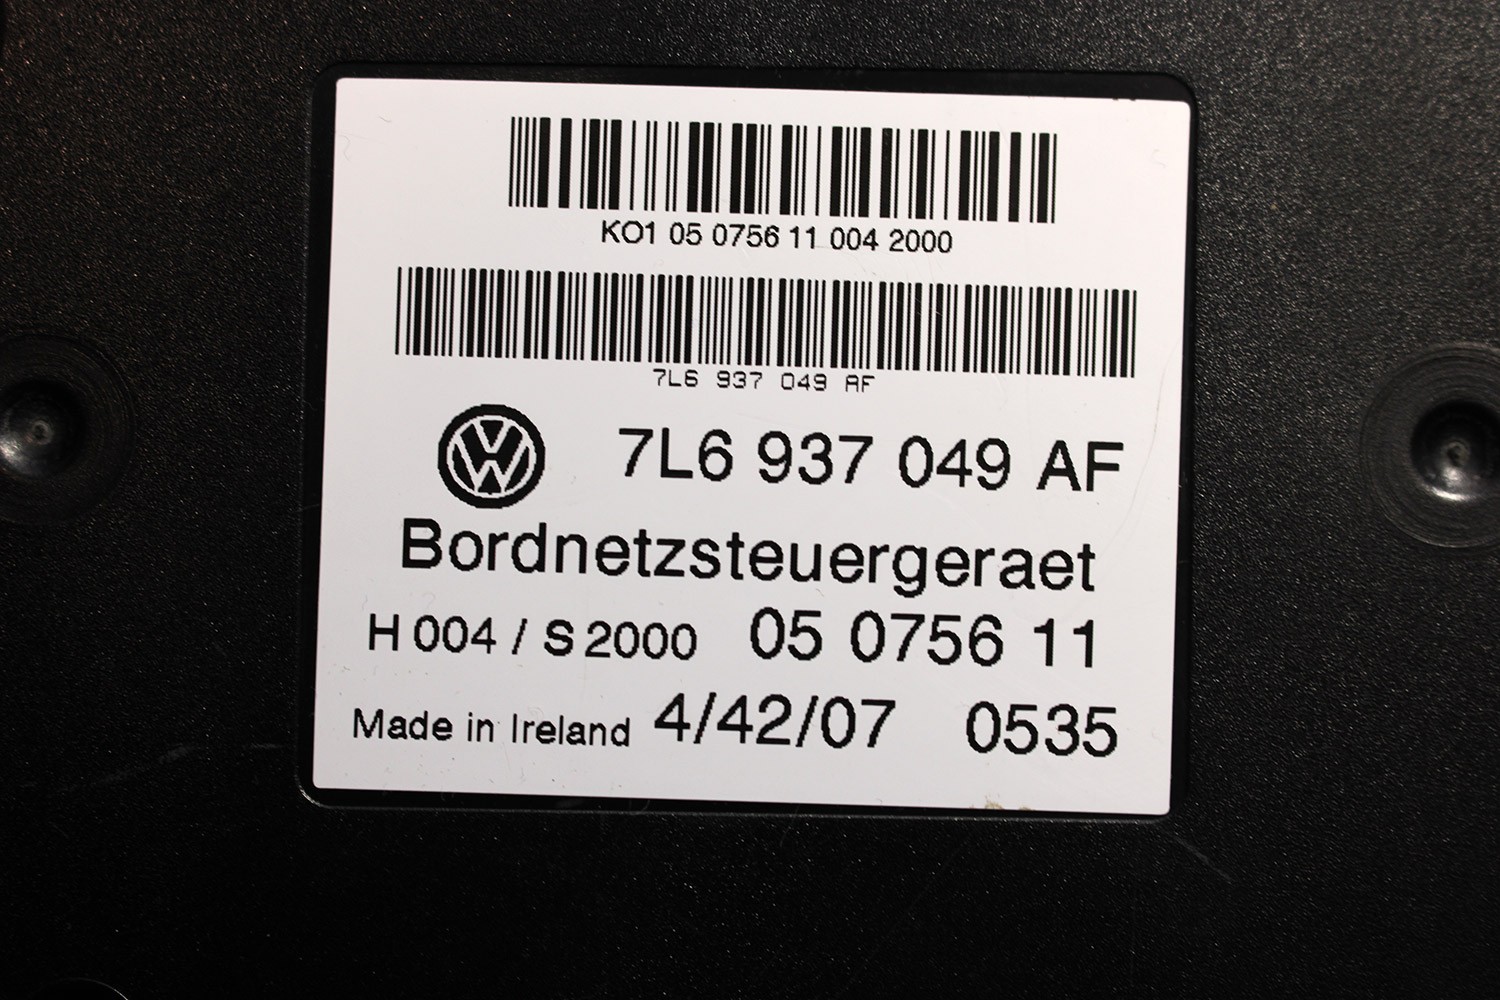 KO1 05 0756 11 004 2000
7L6 937 049 AF
7L6 937 049 AF
Bordnetzsteuergeraet
H 004 / S 2000 05 0756 11
Made in Ireland 4/42/07 0535